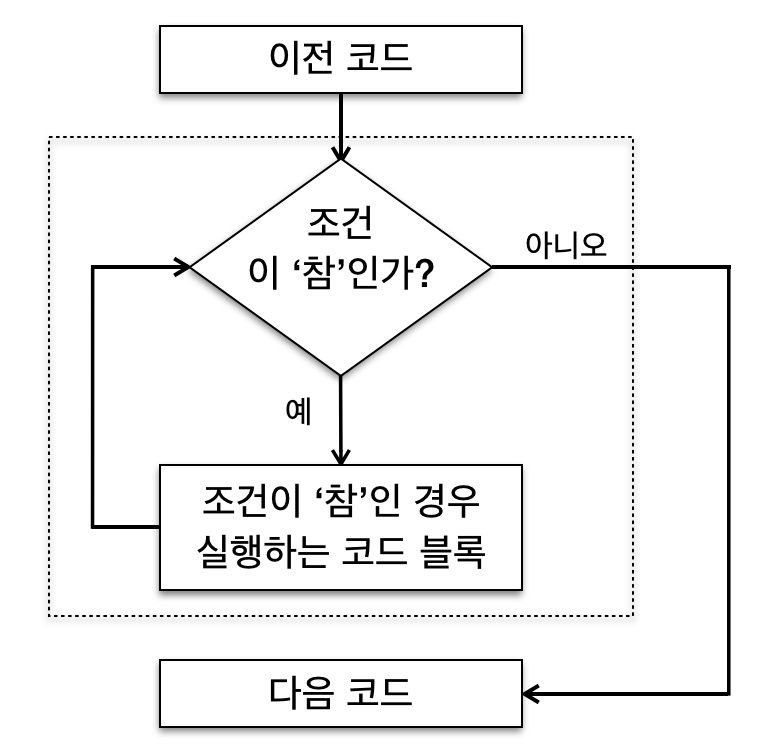 이전 코드
조건
이 ‘참’인가?
아니오
예
조건이 ‘참’인 경우
실행하는 코드 블록
다음 코드